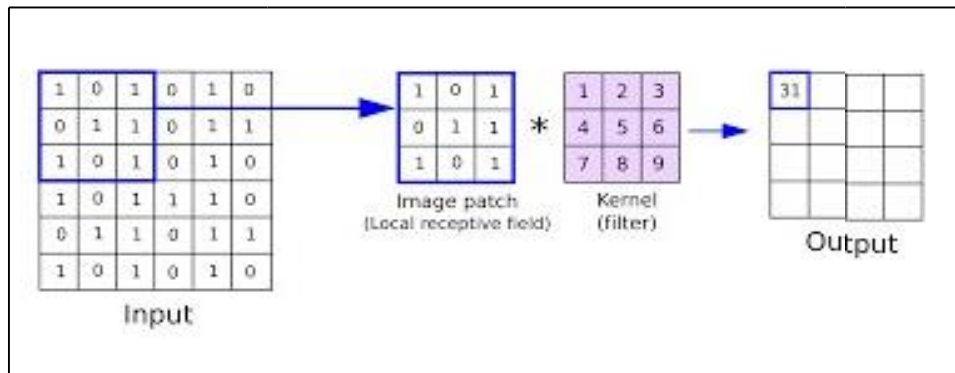 1 0 1 0 1 0
0 1 1 0 1 1
1 0 1 0 1 0
1 0 1 1 1 0
0 1 1 0 1 1
1 0 1 0 1 0
Input
1 0 1
0 1 1
1 0 1
Image patch
(Local receptive field)
*
1 2 3
4 5 6
7 8 9
Kernel
(filter)
31
Output